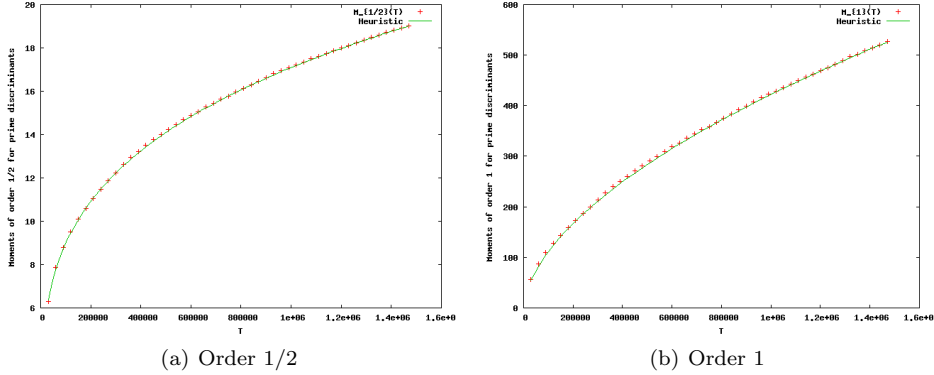 M_{1/2}(T)
Heuristic
Moments of order 1/2 for prime discriminants
20
18
16
14
12
10
8
6
0 200000 400000 600000 800000 1e+06 1.2e+06 1.4e+06 1.6e+0
T
(a) Order 1/2
M_{1}(T)
Heuristic
Moments of order 1 for prime discriminants
600
500
400
300
200
100
0
0 200000 400000 600000 800000 1e+06 1.2e+06 1.4e+06 1.6e+0
T
(b) Order 1